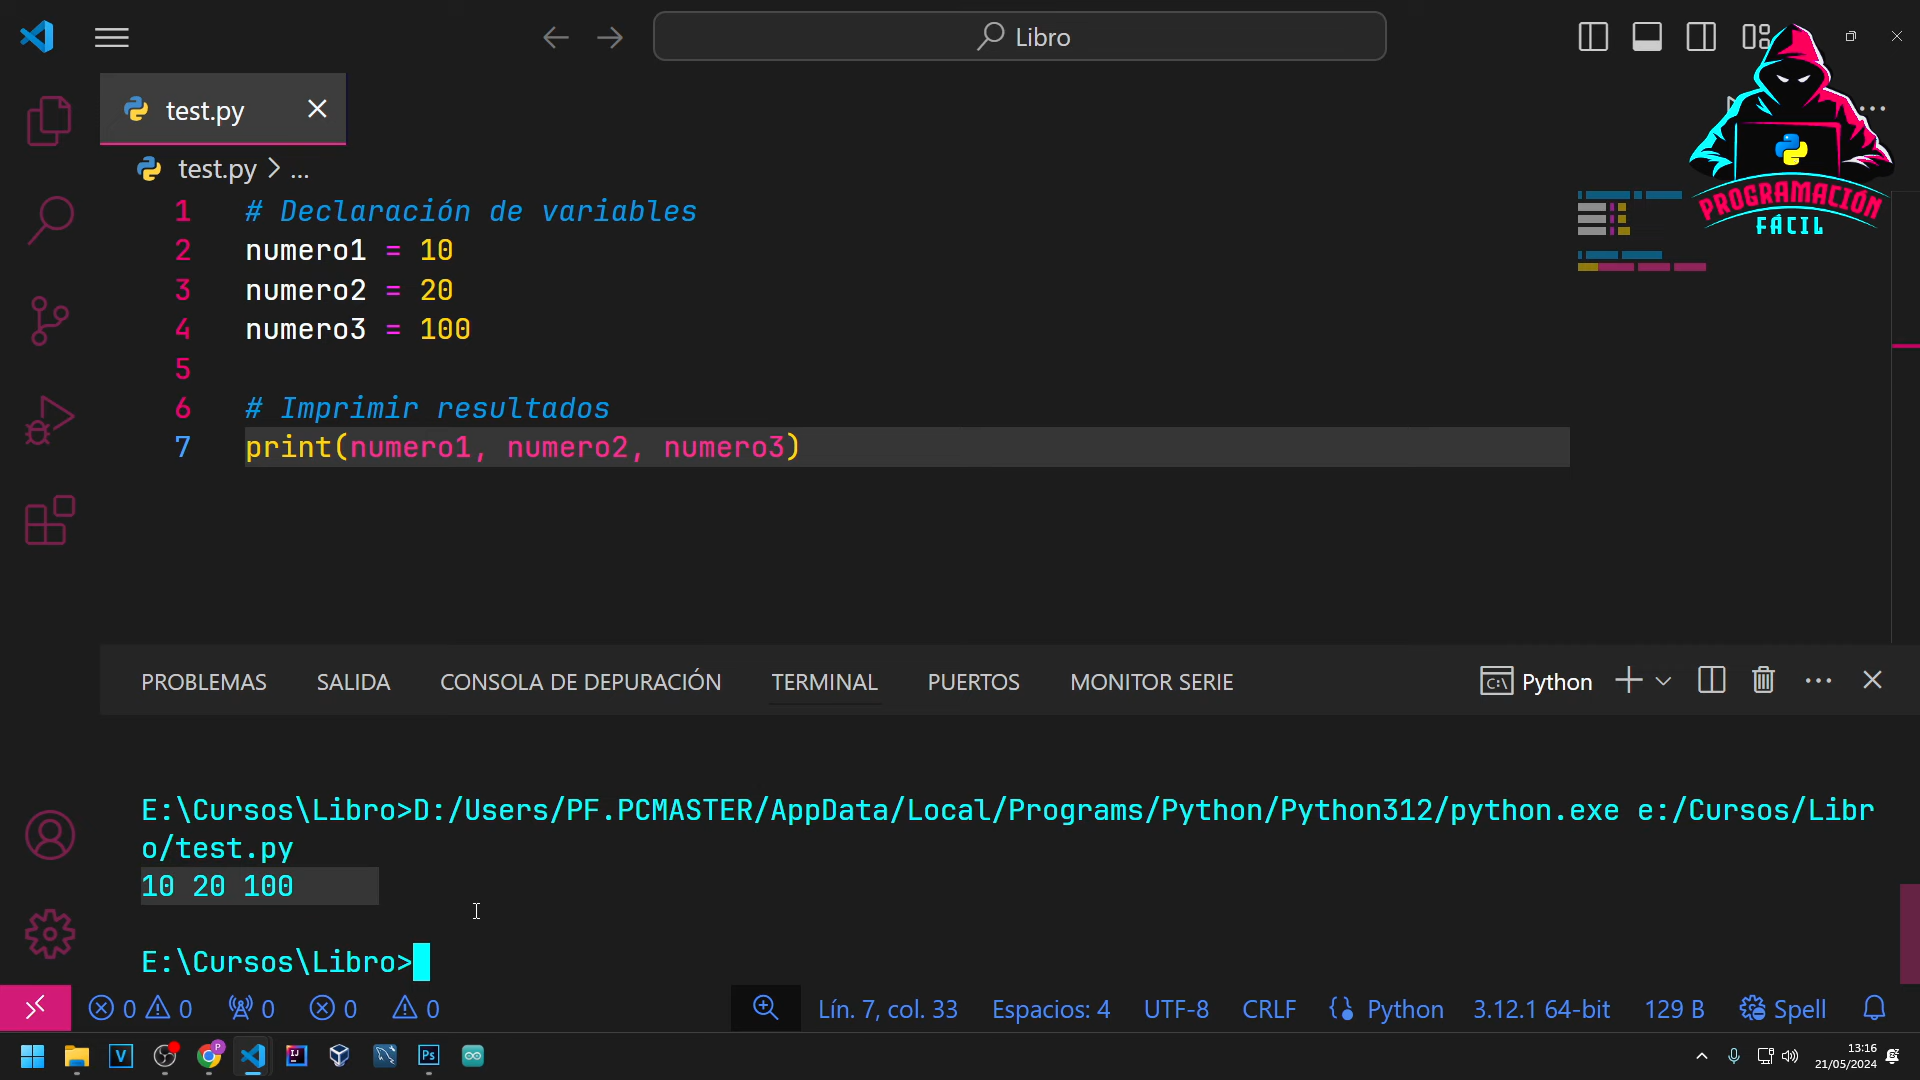 Libro
PROGRAMACIÓN
FÁCIL
test.py
test.py > ...
1 # Declaración de variables
2 numero1 = 10
3 numero2 = 20
4 numero3 = 100
5
6 # Imprimir resultados
7 print(numero1, numero2, numero3)
PROBLEMAS SALIDA CONSOLA DE DEPURACIÓN TERMINAL PUERTOS MONITOR SERIE Python
E:\Cursos\Libro>D:/Users/PF.PCMASTER/AppData/Local/Programs/Python/Python312/python.exe e:/Cursos/Libr
o/test.py
10 20 100
E:\Cursos\Libro>
0 0 0 0 0 Lín. 7, col. 33 Espacios: 4 UTF-8 CRLF {} Python 3.12.1 64-bit 129 B Spell
V P IJ Ps 13:16
21/05/2024